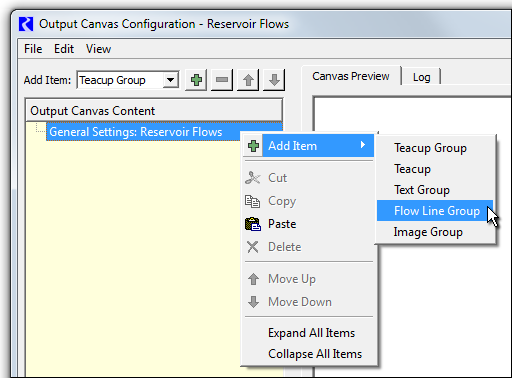 Output Canvas Configuration - Reservoir Flows
File Edit View
Add Item: Teacup Group
Canvas Preview Log
Output Canvas Content
General Settings: Reservoir Flows
Add Item
Cut
Copy
Paste
Delete
Move Up
Move Down
Expand All Items
Collapse All Items
Teacup Group
Teacup
Text Group
Flow Line Group
Image Group